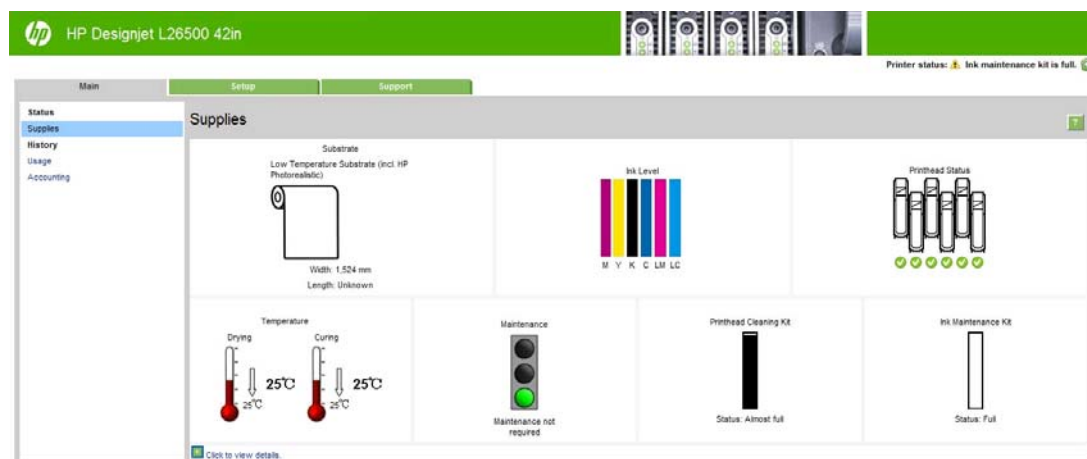 hp HP Designjet L26500 42in
Printer status: Ink maintenance kit is full.
Main Setup Support
Status
Supplies
History
Usage
Accounting
Supplies
?
Substrate
Low Temperature Substrate (incl. HP
Photorealistic)
Width: 1,524 mm
Length: Unknown
Ink Level
M Y K C LM LC
Printhead Status
Temperature
Drying Curing
25°C 25°C
25°C 25°C
Maintenance
Maintenance not
required
Printhead Cleaning Kit
Status: Almost full
Ink Maintenance Kit
Status: Full
Click to view details.